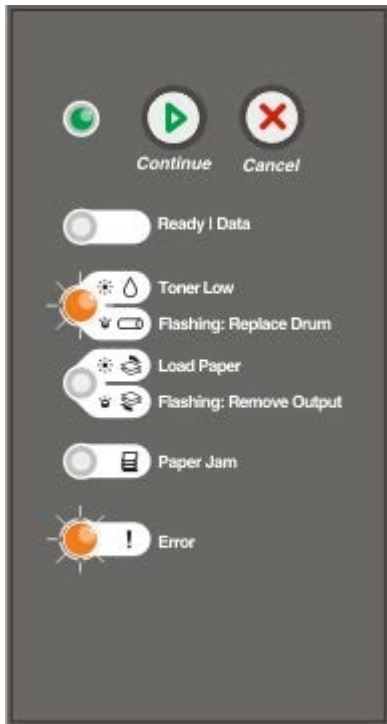 Continue
Cancel
Ready | Data
Toner Low
Flashing: Replace Drum
Load Paper
Flashing: Remove Output
Paper Jam
! Error